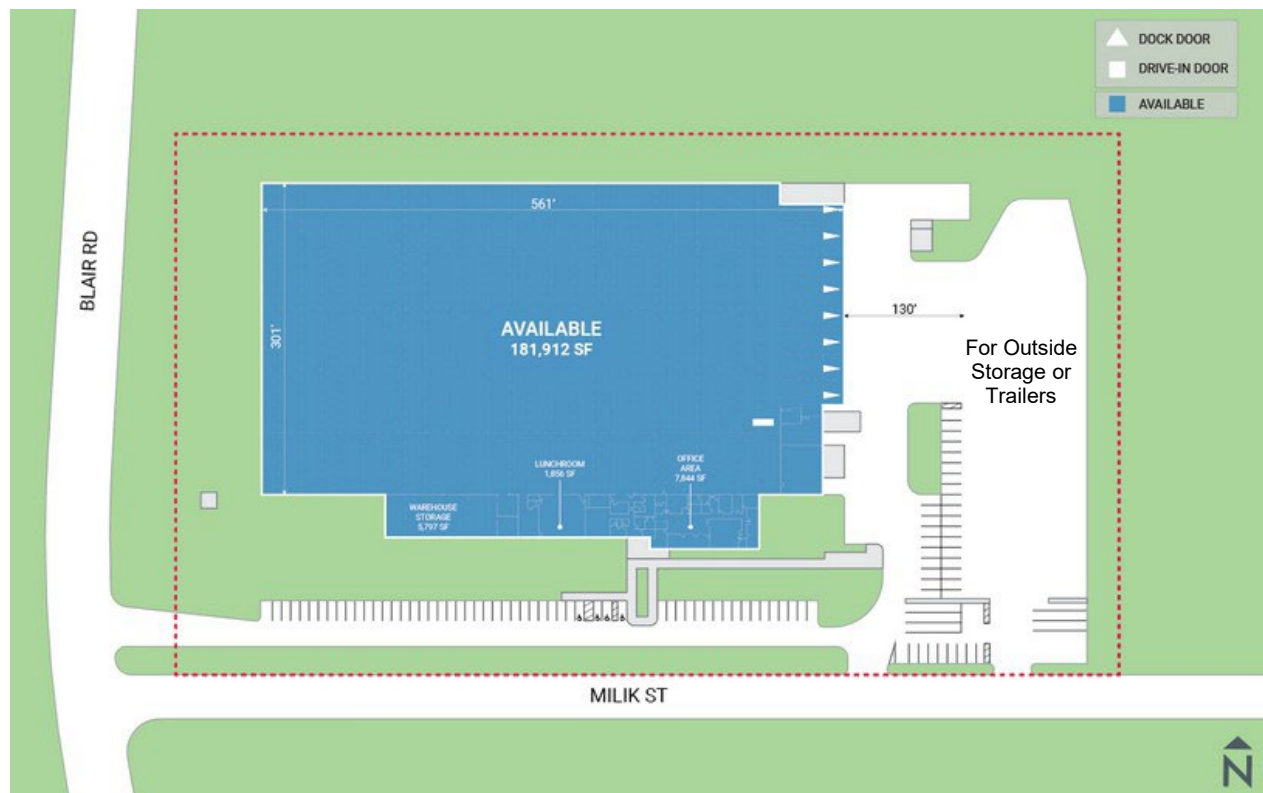 DOCK DOOR
DRIVE-IN DOOR
AVAILABLE
BLAIR RD
561'
301'
AVAILABLE
181,912 SF
130'
For Outside
Storage or
Trailers
LUNCHROOM
1,856 SF
OFFICE
AREA
7,844 SF
WAREHOUSE
STORAGE
5,797 SF
MILIK ST
N